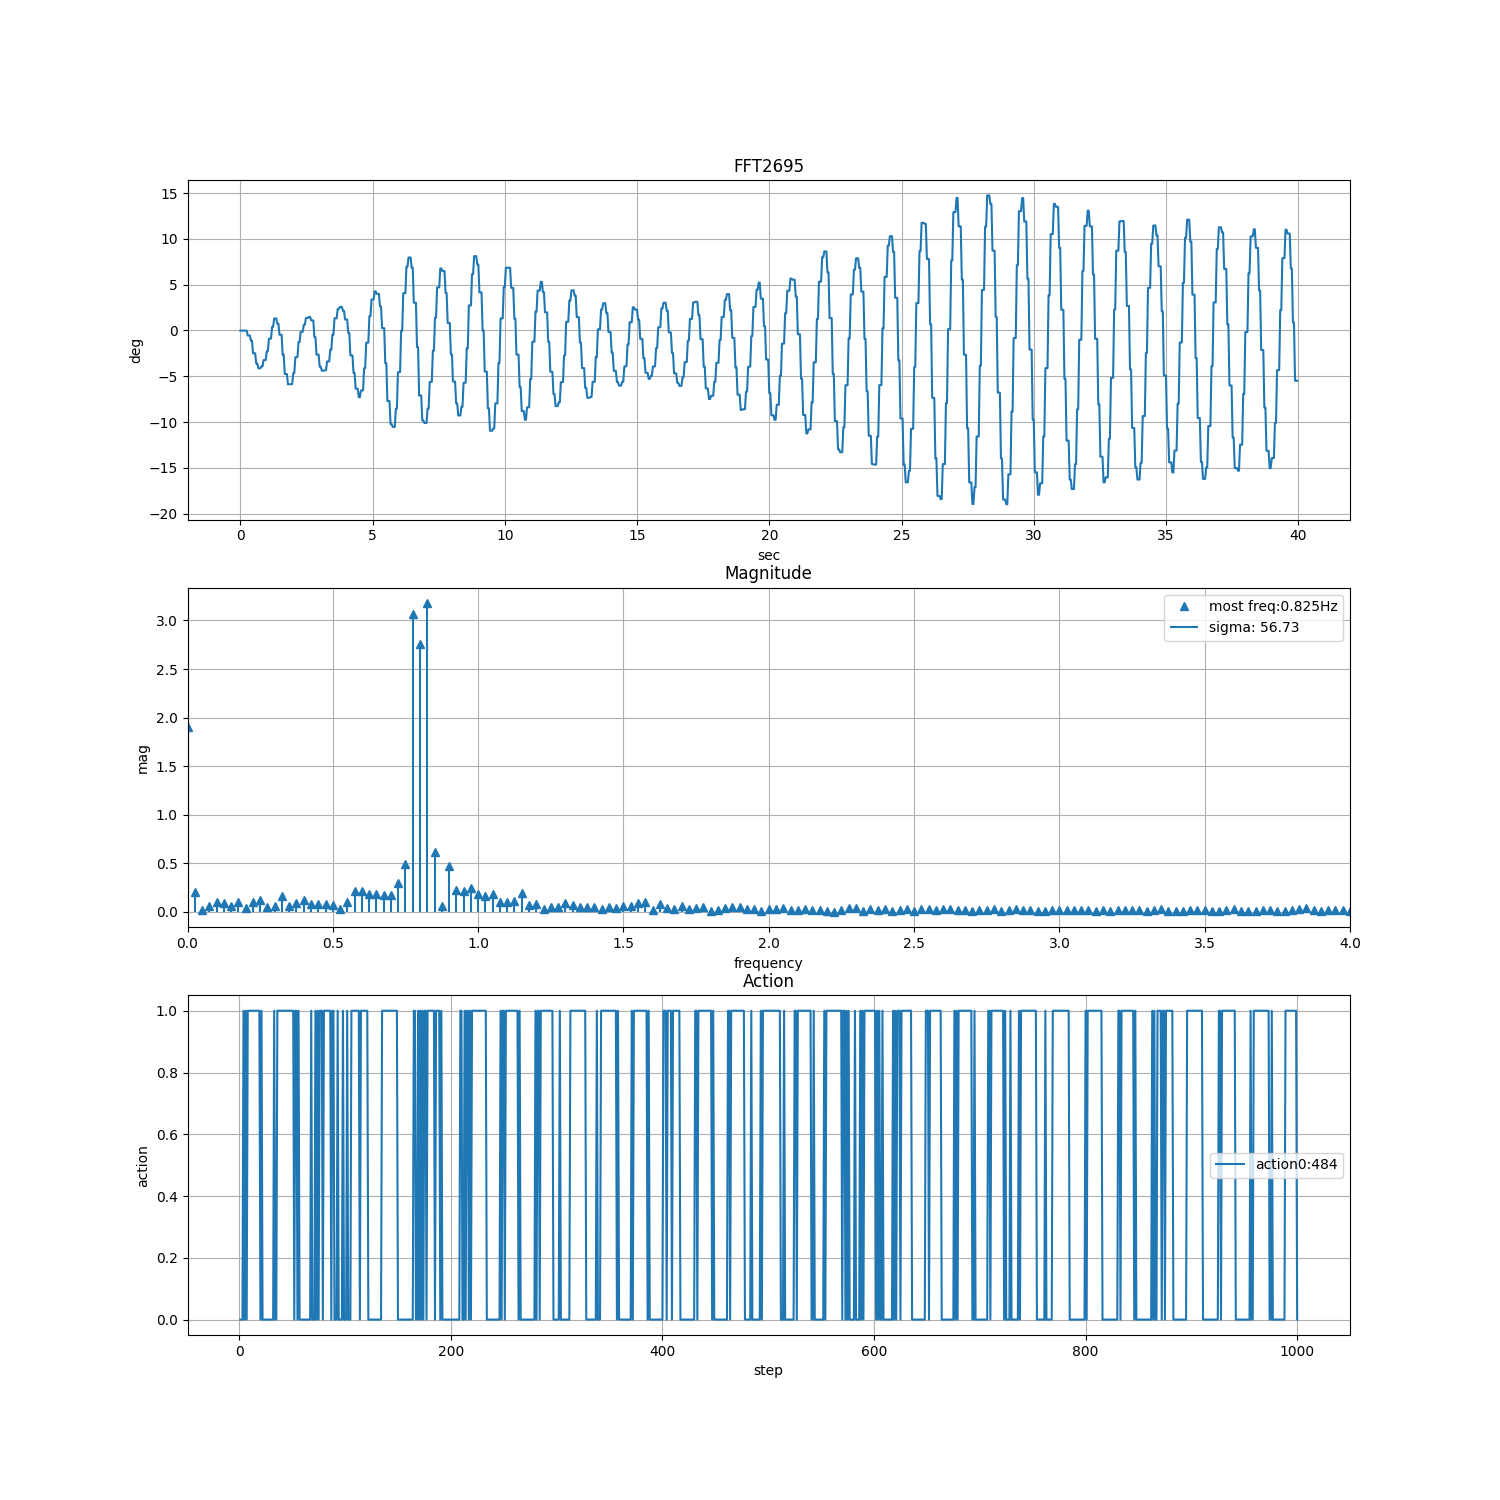 FFT2695
15
10
5
0
−5
−10
−15
−20
deg
0 5 10 15 20 25 30 35 40
sec
Magnitude
most freq:0.825Hz
sigma: 56.73
3.0
2.5
2.0
1.5
1.0
0.5
0.0
mag
0.0 0.5 1.0 1.5 2.0 2.5 3.0 3.5 4.0
frequency
Action
1.0
0.8
0.6
0.4
0.2
0.0
action
action0:484
0 200 400 600 800 1000
step